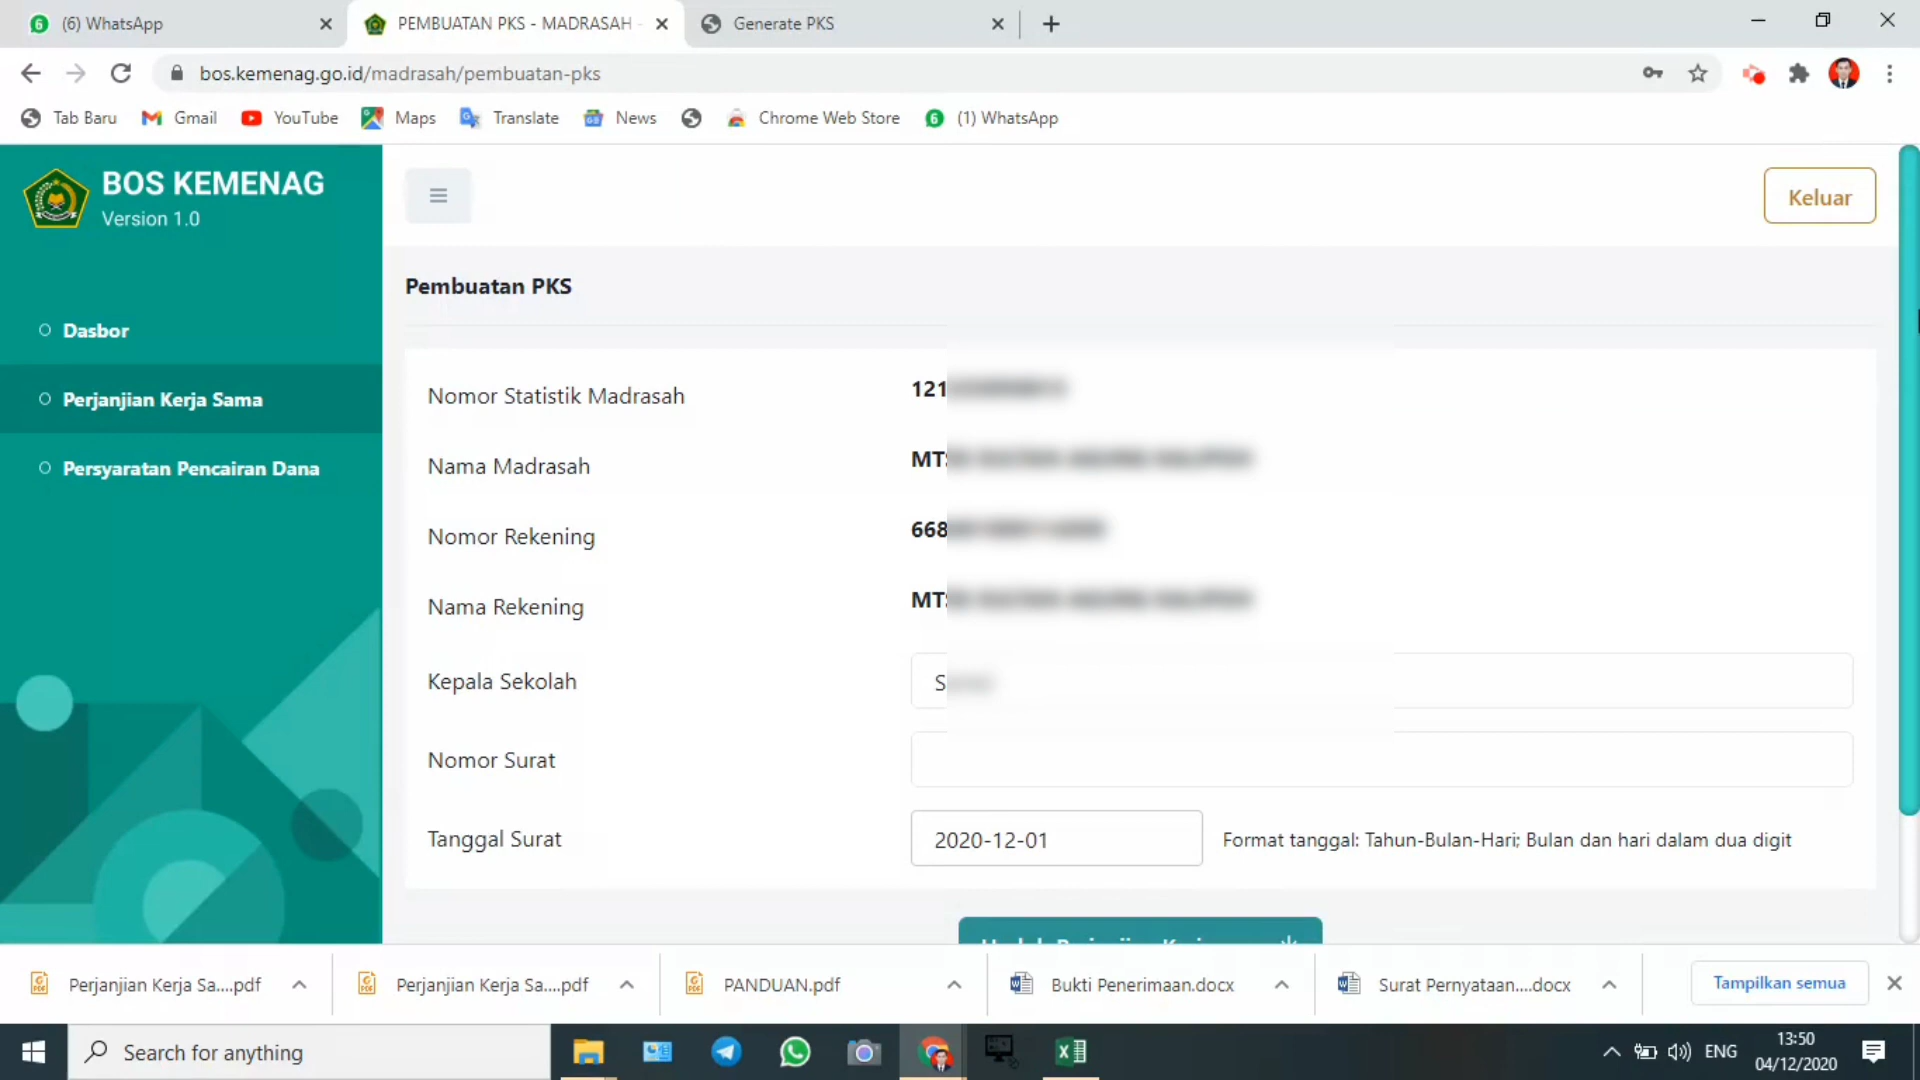 (6) WhatsApp
PEMBUATAN PKS - MADRASAH -
Generate PKS
bos.kemenag.go.id/madrasah/pembuatan-pks
Tab Baru
Gmail
YouTube
Maps
Translate
News
Chrome Web Store
(1) WhatsApp
BOS KEMENAG
Version 1.0
Keluar
Pembuatan PKS
Dasbor
Perjanjian Kerja Sama
Persyaratan Pencairan Dana
Nomor Statistik Madrasah
121
Nama Madrasah
Nomor Rekening
668
Nama Rekening
Kepala Sekolah
Nomor Surat
Tanggal Surat
2020-12-01
Format tanggal: Tahun-Bulan-Hari; Bulan dan hari dalam dua digit
Perjanjian Kerja Sa....pdf
Perjanjian Kerja Sa....pdf
PANDUAN.pdf
Bukti Penerimaan.docx
Surat Pernyataan....docx
Tampilkan semua
Search for anything
ENG
13:50
04/12/2020